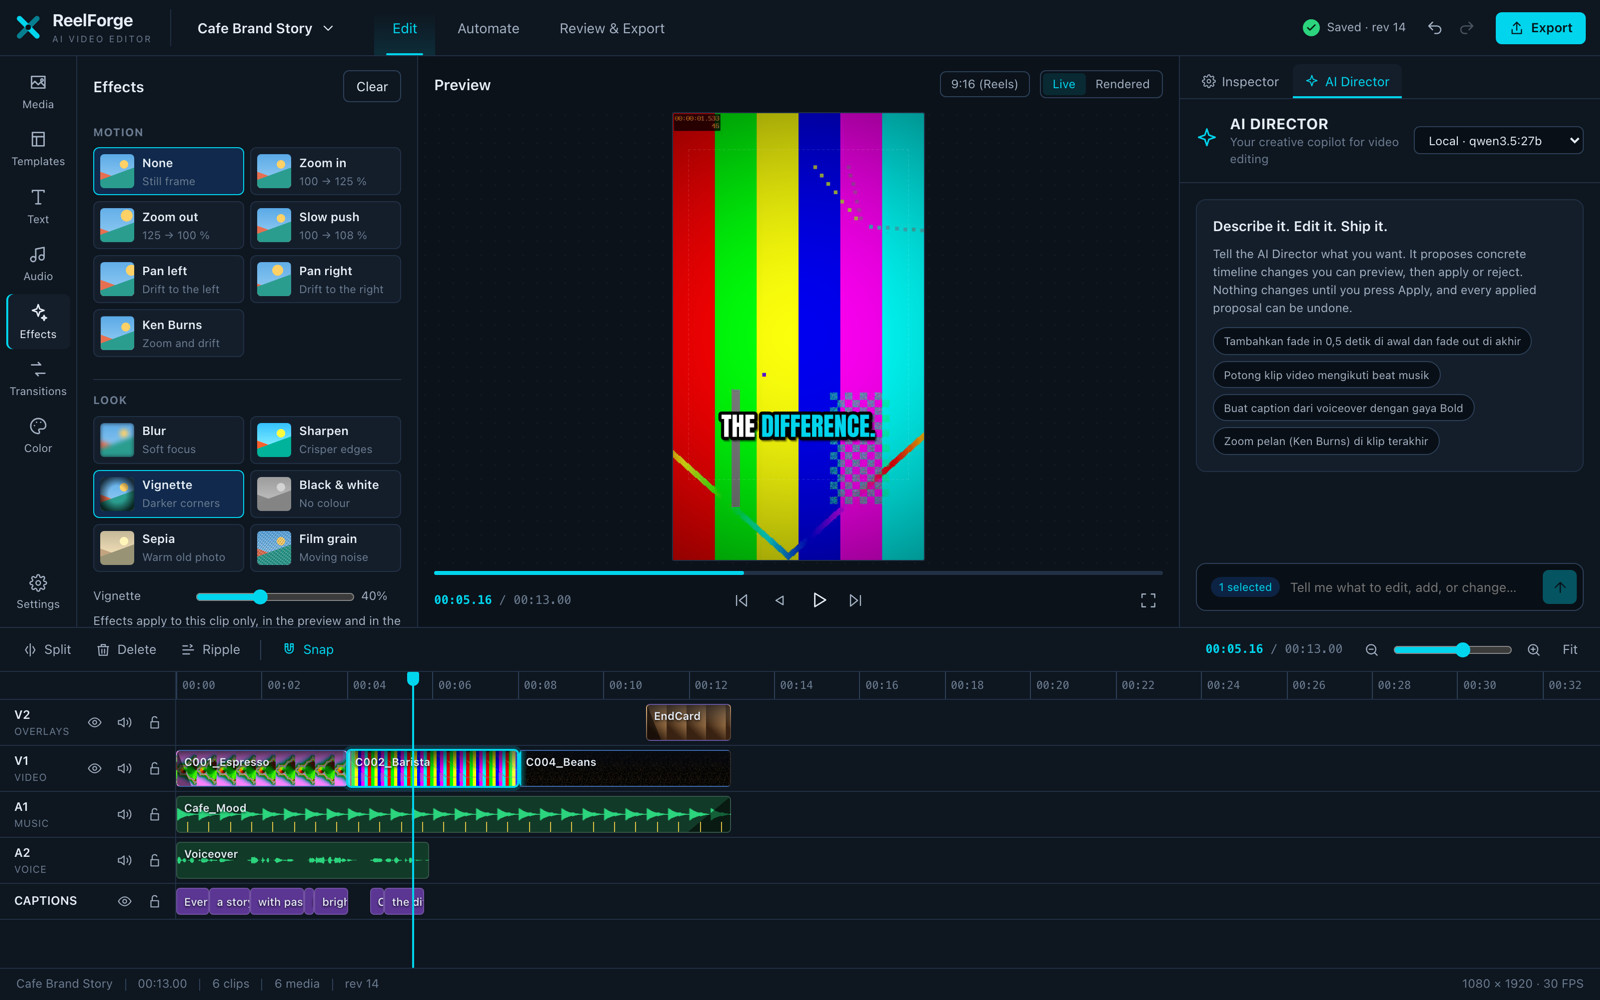 ReelForge
AI VIDEO EDITOR
Cafe Brand Story
Edit
Automate
Review & Export
Saved · rev 14
Export
Media
Templates
Text
Audio
Effects
Transitions
Color
Settings
Effects
Clear
MOTION
None
Still frame
Zoom in
100 → 125 %
Zoom out
125 → 100 %
Slow push
100 → 108 %
Pan left
Drift to the left
Pan right
Drift to the right
Ken Burns
Zoom and drift
LOOK
Blur
Soft focus
Sharpen
Crisper edges
Vignette
Darker corners
Black & white
No colour
Sepia
Warm old photo
Film grain
Moving noise
Vignette
40%
Effects apply to this clip only, in the preview and in the
Preview
9:16 (Reels)
Live
Rendered
00:00:01.533
46
THE DIFFERENCE.
00:05.16 / 00:13.00
Inspector
AI Director
AI DIRECTOR
Your creative copilot for video
editing
Local · qwen3.5:27b
Describe it. Edit it. Ship it.
Tell the AI Director what you want. It proposes concrete
timeline changes you can preview, then apply or reject.
Nothing changes until you press Apply, and every applied
proposal can be undone.
Tambahkan fade in 0,5 detik di awal dan fade out di akhir
Potong klip video mengikuti beat musik
Buat caption dari voiceover dengan gaya Bold
Zoom pelan (Ken Burns) di klip terakhir
1 selected
Tell me what to edit, add, or change...
Split
Delete
Ripple
Snap
00:05.16 / 00:13.00
Fit
00:00
00:02
00:04
00:06
00:08
00:10
00:12
00:14
00:16
00:18
00:20
00:22
00:24
00:26
00:28
00:30
00:32
V2
OVERLAYS
EndCard
V1
VIDEO
C001_Espresso
C002_Barista
C004_Beans
A1
MUSIC
Cafe_Mood
A2
VOICE
Voiceover
CAPTIONS
Ever
a stor
with pas
brigh
the di
Cafe Brand Story
00:13.00
6 clips
6 media
rev 14
1080 × 1920 · 30 FPS